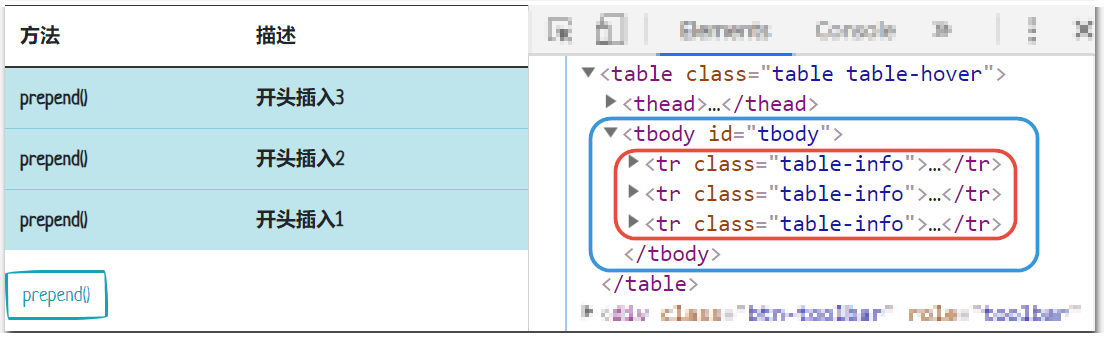 方法 描述
prepend() 开头插入3
prepend() 开头插入2
prepend() 开头插入1
prepend()
Elements Console
<table class="table table-hover">
<thead>…</thead>
<tbody id="tbody">
<tr class="table-info">…</tr>
<tr class="table-info">…</tr>
<tr class="table-info">…</tr>
</tbody>
</table>
<div class="btn-toolbar" role="toolbar"